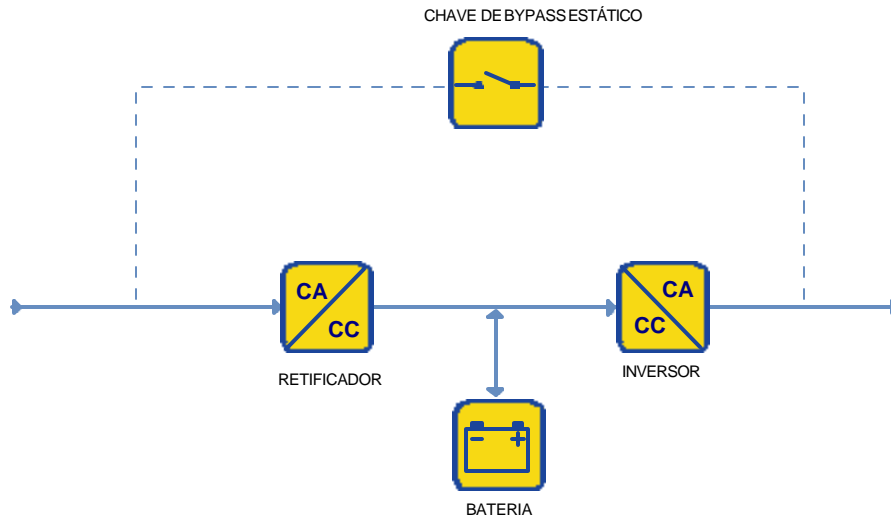 CHAVE DE BYPASS ESTÁTICO
CA
CC
CA
CC
RETIFICADOR
INVERSOR
- +
BATERIA